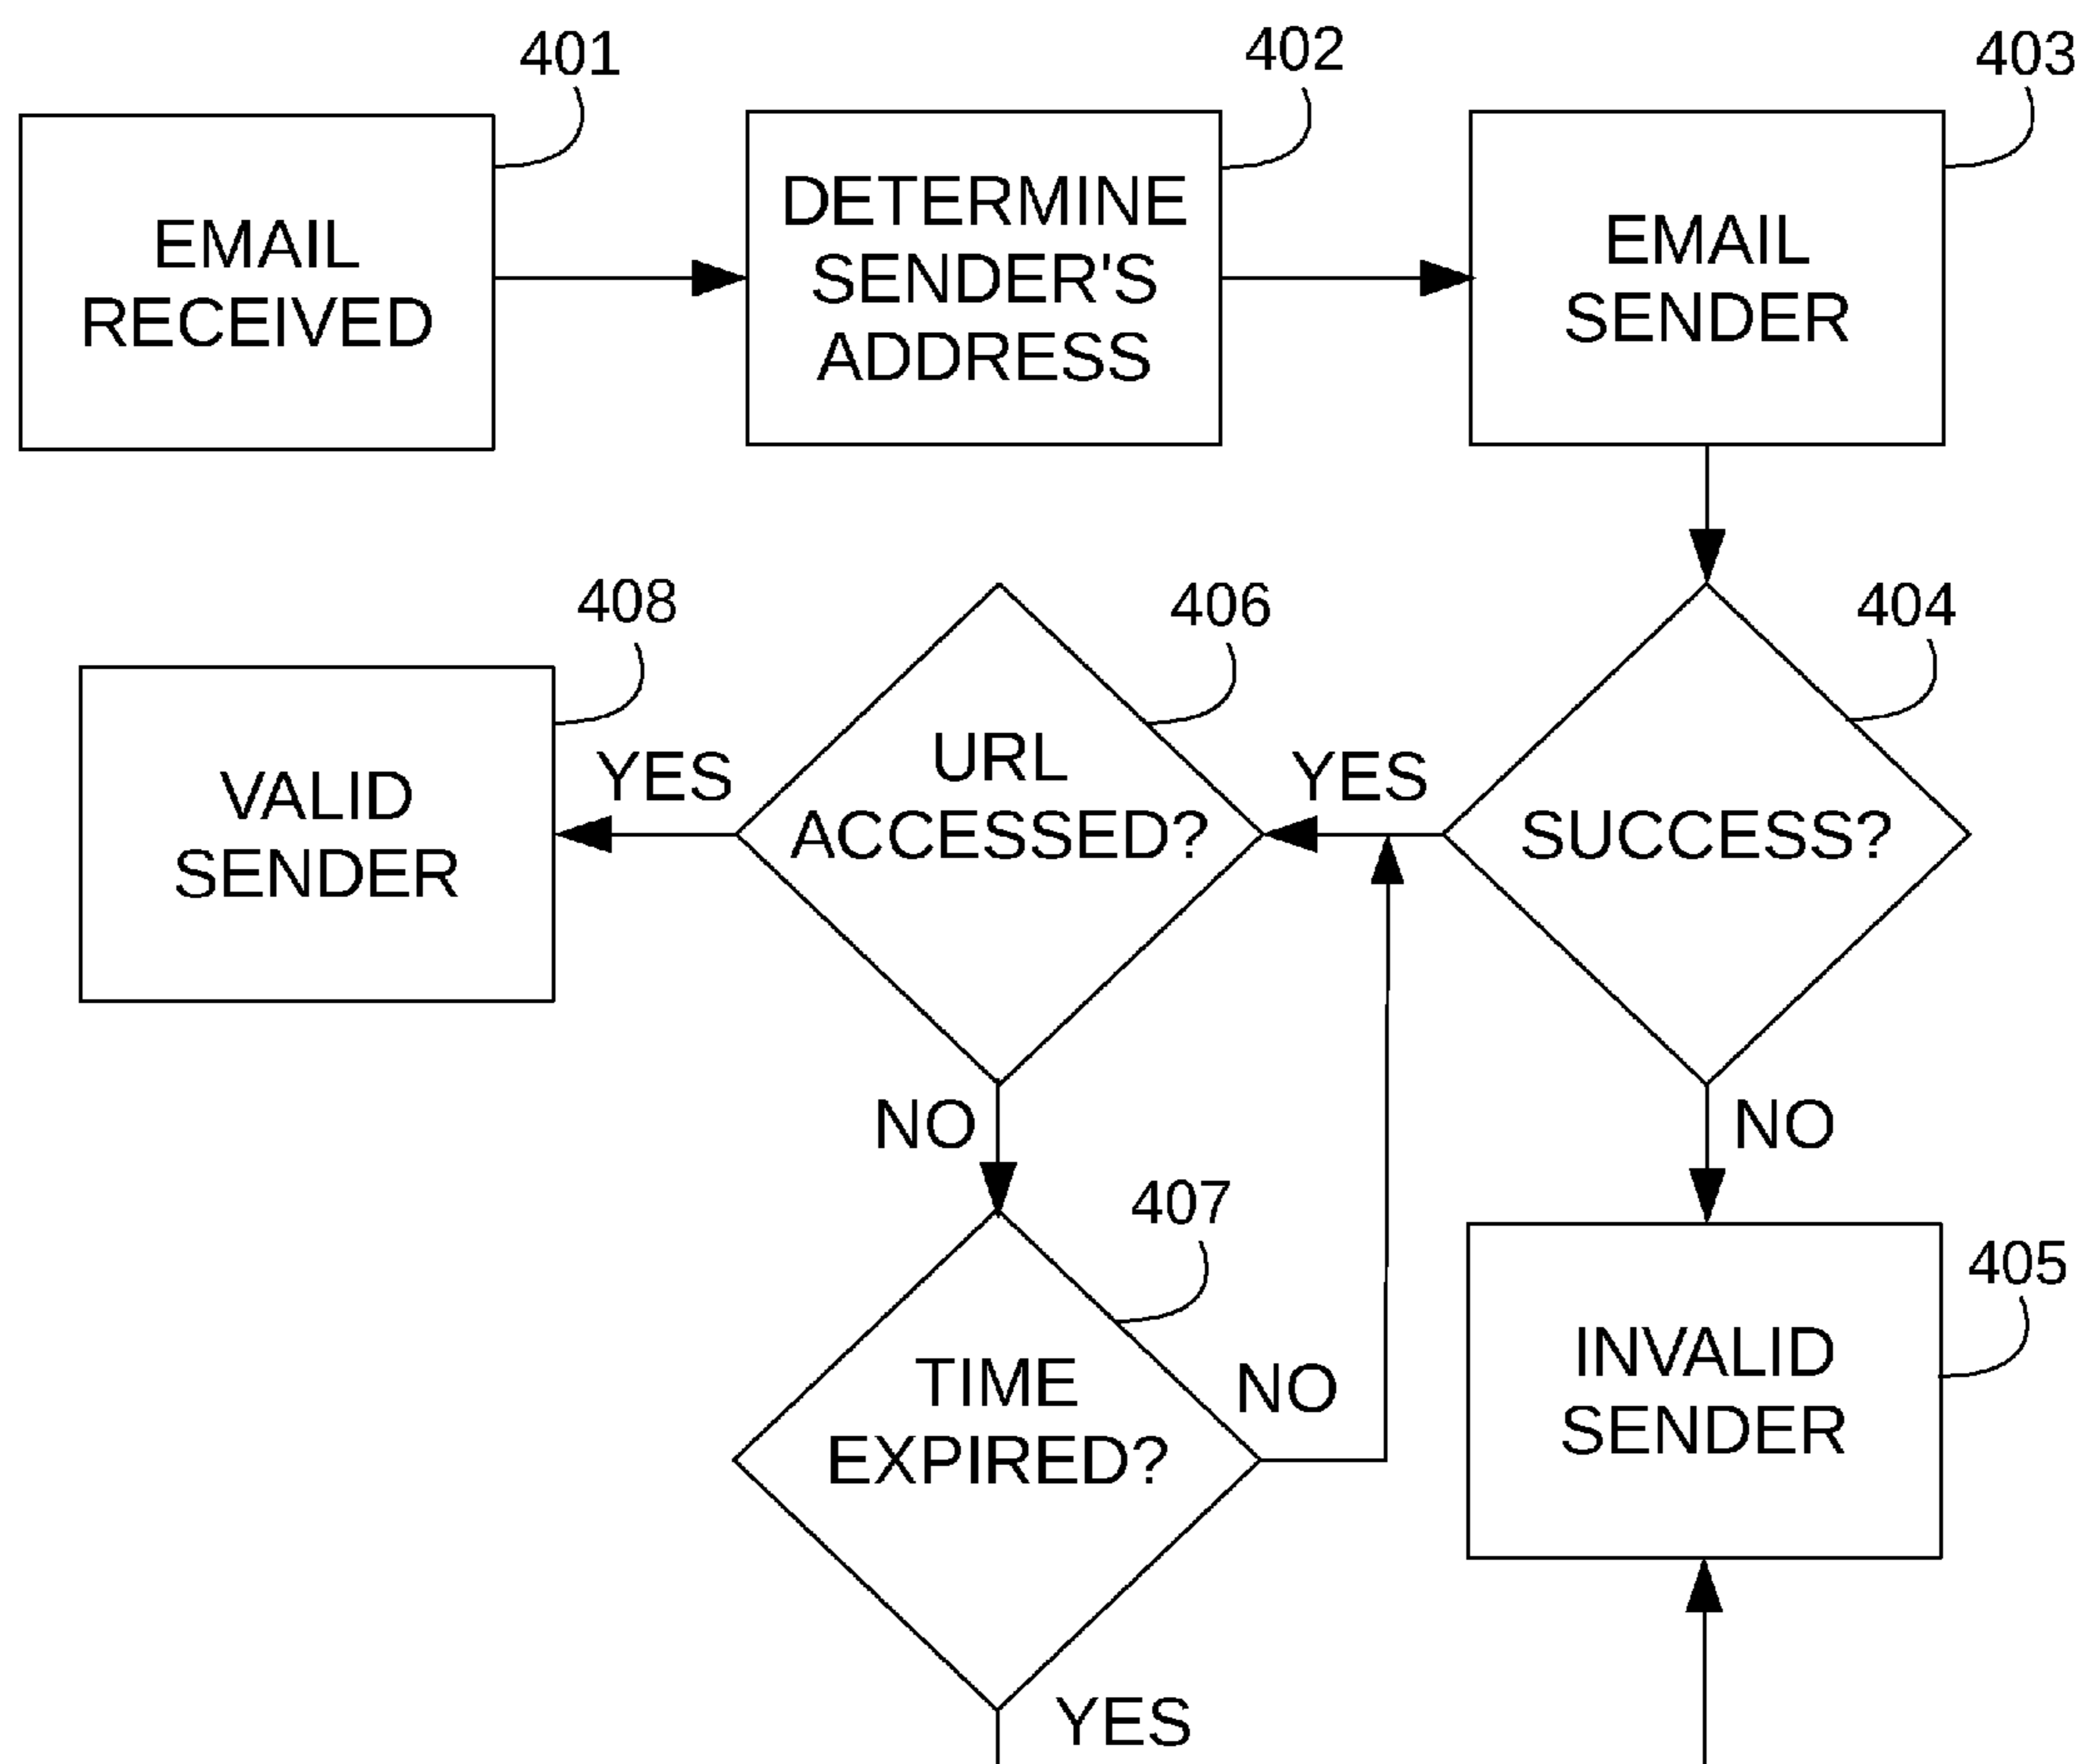 401
402
403
EMAIL
RECEIVED
DETERMINE
SENDER'S
ADDRESS
EMAIL
SENDER
408
406
404
VALID
SENDER
YES
URL
ACCESSED?
YES
SUCCESS?
NO
NO
407
405
TIME
EXPIRED?
NO
INVALID
SENDER
YES